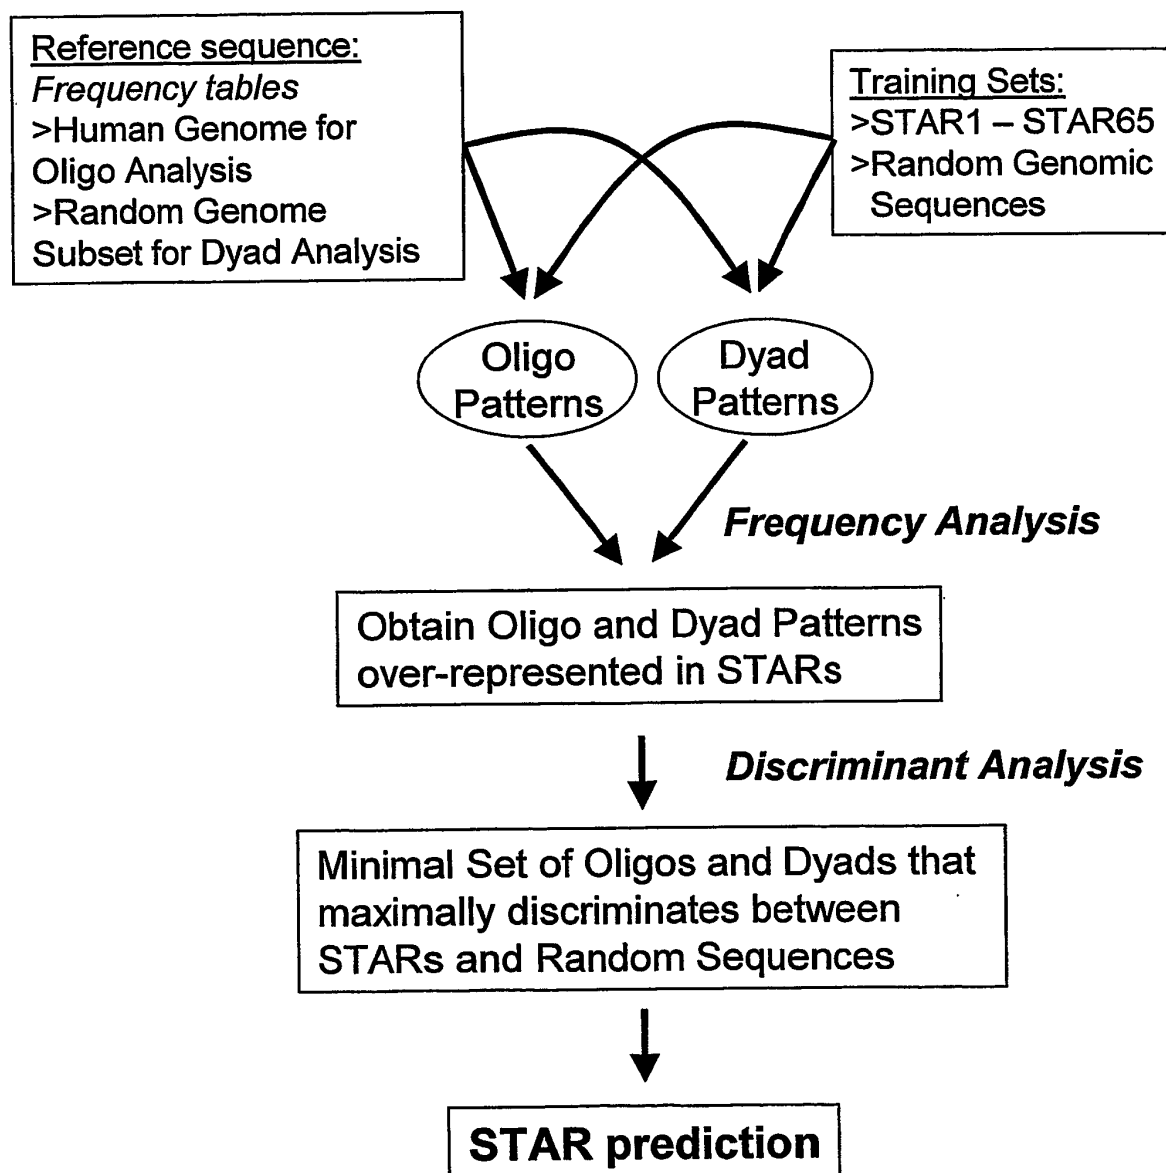 Reference sequence:
Frequency tables
>Human Genome for
Oligo Analysis
>Random Genome
Subset for Dyad Analysis
Training Sets:
>STAR1 – STAR65
>Random Genomic
Sequences
Oligo
Patterns
Dyad
Patterns
Frequency Analysis
Obtain Oligo and Dyad Patterns
over-represented in STARs
Discriminant Analysis
Minimal Set of Oligos and Dyads that
maximally discriminates between
STARs and Random Sequences
STAR prediction